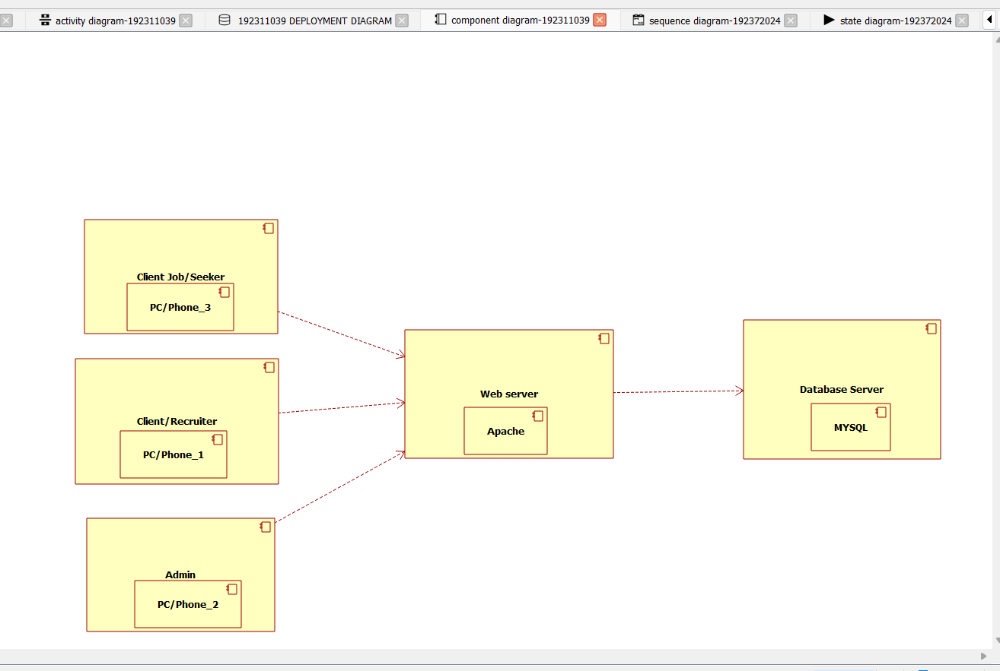 activity diagram-192311039
192311039 DEPLOYMENT DIAGRAM
component diagram-192311039
sequence diagram-192372024
state diagram-192372024
Client Job/Seeker
PC/Phone_3
Client/Recruiter
PC/Phone_1
Admin
PC/Phone_2
Web server
Apache
Database Server
MYSQL